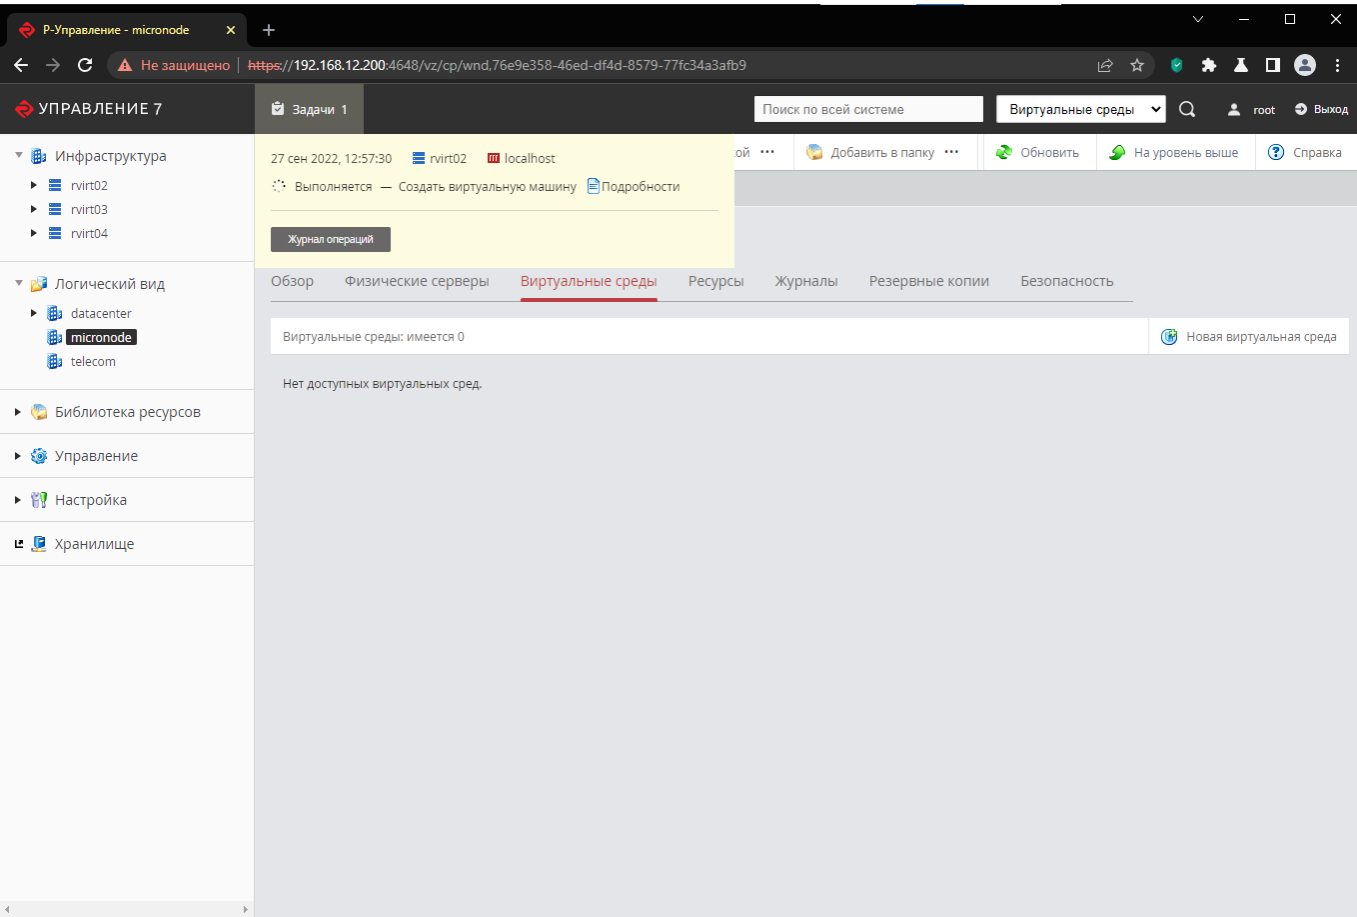 Р-Управление - micronode
Не защищено https://192.168.12.200:4648/vz/cp/wnd,76e9e358-46ed-df4d-8579-77fc34a3afb9
УПРАВЛЕНИЕ 7
Задачи 1
Поиск по всей системе
Виртуальные среды
root
Выход
27 сен 2022, 12:57:30 rvirt02 localhost
Выполняется — Создать виртуальную машину Подробности
Журнал операций
ой ··· Добавить в папку ··· Обновить На уровень выше Справка
Инфраструктура
rvirt02
rvirt03
rvirt04
Логический вид
datacenter
micronode
telecom
Библиотека ресурсов
Управление
Настройка
Хранилище
Обзор Физические серверы Виртуальные среды Ресурсы Журналы Резервные копии Безопасность
Виртуальные среды: имеется 0
Новая виртуальная среда
Нет доступных виртуальных сред.